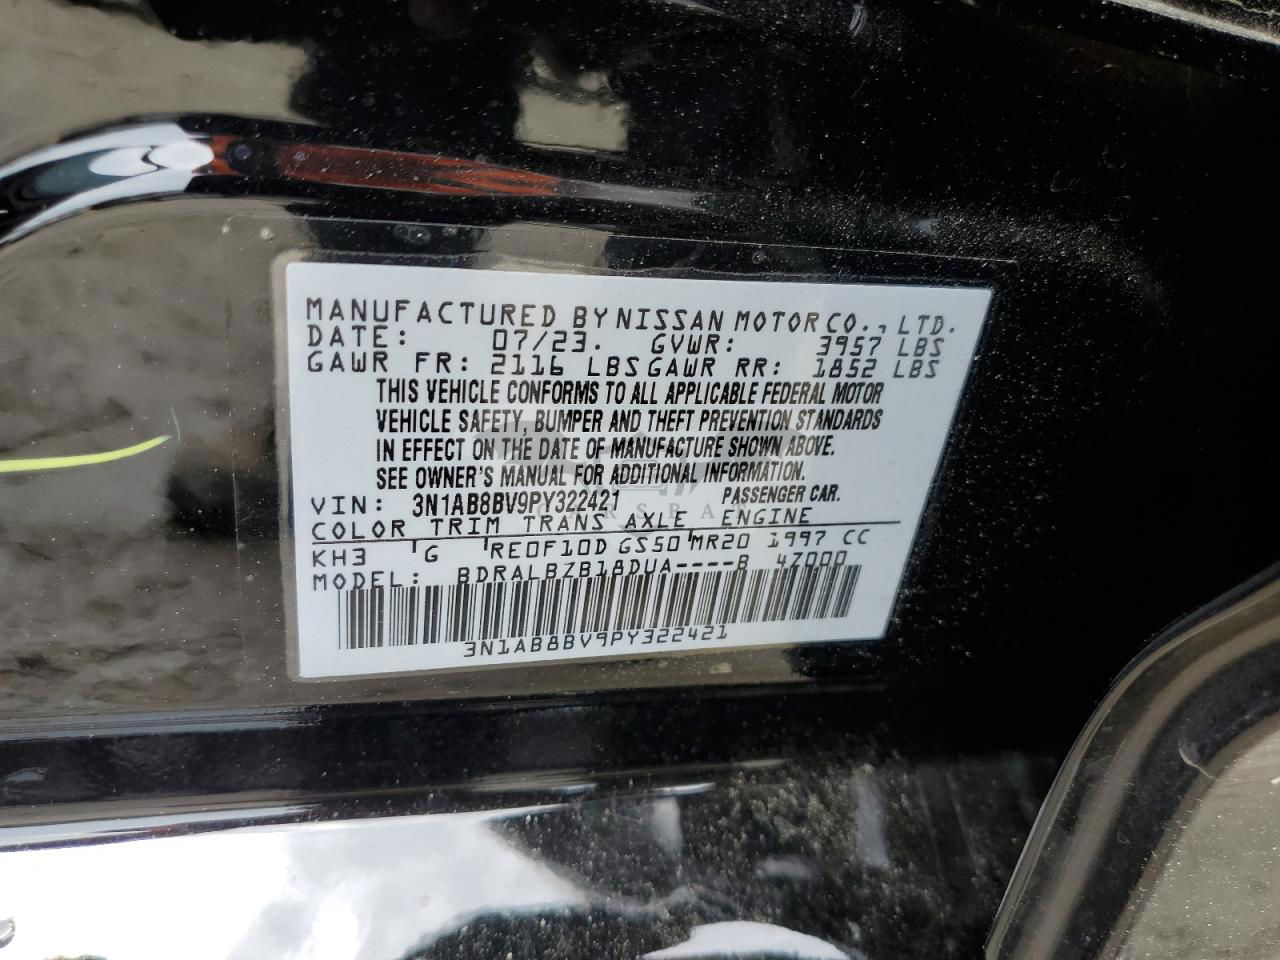 MANUFACTURED BY NISSAN MOTOR CO., LTD.
DATE: 07/23. GVWR: 3957 LBS
GAWR FR: 2116 LBS GAWR RR: 1852 LBS
THIS VEHICLE CONFORMS TO ALL APPLICABLE FEDERAL MOTOR
VEHICLE SAFETY, BUMPER AND THEFT PREVENTION STANDARDS
IN EFFECT ON THE DATE OF MANUFACTURE SHOWN ABOVE.
SEE OWNER'S MANUAL FOR ADDITIONAL INFORMATION.
VIN: 3N1AB8BV9PY322421 PASSENGER CAR.
COLOR TRIM TRANS AXLE ENGINE
KH3 G RE0F10D GS50 MR20 1997 CC
MODEL: BDRALBZB18DUA----B 4Z000
3N1AB8BV9PY322421